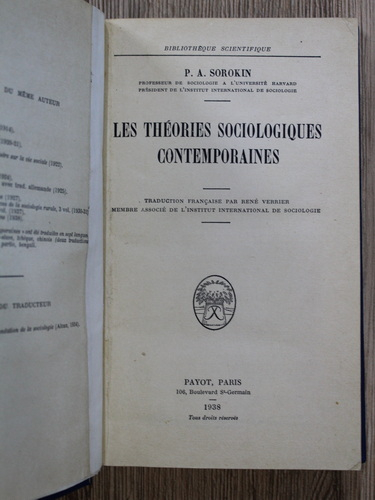 DU MÊME AUTEUR
DU TRADUCTEUR
BIBLIOTHÈQUE SCIENTIFIQUE
P. A. SOROKIN
PROFESSEUR DE SOCIOLOGIE A L'UNIVERSITÉ HARVARD
PRÉSIDENT DE L'INSTITUT INTERNATIONAL DE SOCIOLOGIE
LES THÉORIES SOCIOLOGIQUES
CONTEMPORAINES
TRADUCTION FRANÇAISE PAR RENÉ VERRIER
MEMBRE ASSOCIÉ DE L'INSTITUT INTERNATIONAL DE SOCIOLOGIE
PAYOT, PARIS
106, Boulevard St-Germain
1938
Tous droits réservés